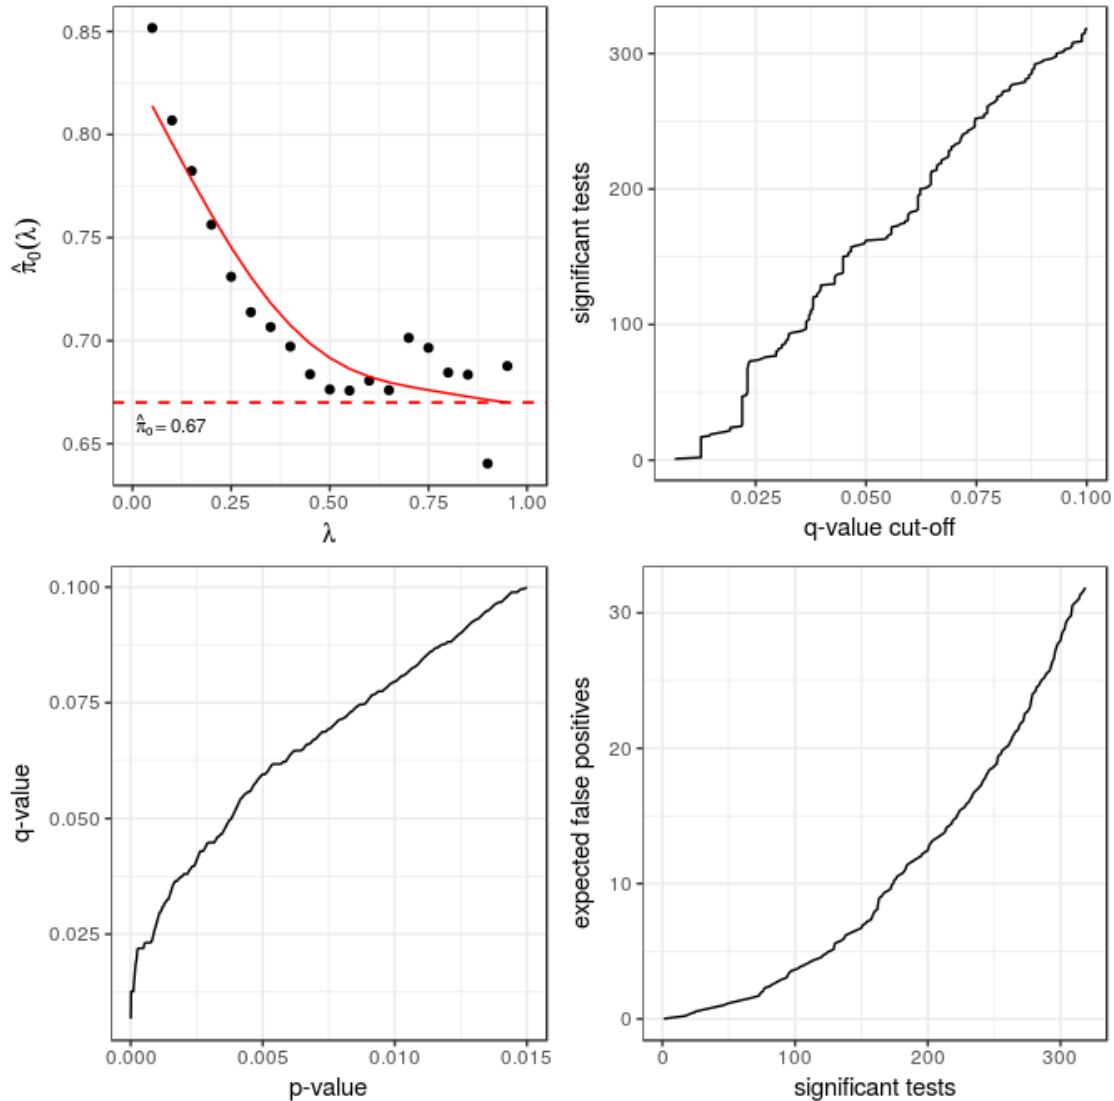 0.85
0.80
0.75
0.70
0.65
π̂₀(λ)
π̂₀ = 0.67
0.00 0.25 0.50 0.75 1.00
λ
300
200
100
0
significant tests
0.025 0.050 0.075 0.100
q-value cut-off
0.100
0.075
0.050
0.025
q-value
0.000 0.005 0.010 0.015
p-value
30
20
10
0
expected false positives
0 100 200 300
significant tests